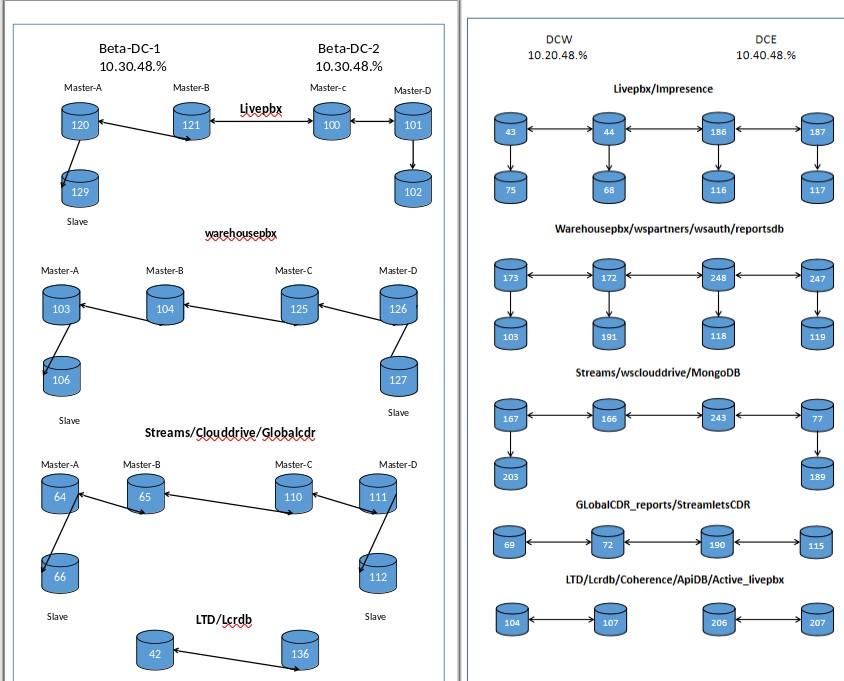 Beta-DC-1 Beta-DC-2
10.30.48.% 10.30.48.%
Master-A Master-B Master-c Master-D
Livepbx
120 121 100 101
129 102
Slave
warehousepbx
Master-A Master-B Master-C Master-D
103 104 125 126
106 127
Slave Slave
Streams/Clouddrive/Globalcdr
Master-A Master-B Master-C Master-D
64 65 110 111
66 112
Slave Slave
LTD/Lcrdb
42 136
DCW DCE
10.20.48.% 10.40.48.%
Livepbx/Impresence
43 44 186 187
75 68 116 117
Warehousepbx/wspartners/wsauth/reportsdb
173 172 248 247
103 191 118 119
Streams/wsclouddrive/MongoDB
167 166 243 77
203 189
GLobalCDR_reports/StreamletsCDR
69 72 190 115
LTD/Lcrdb/Coherence/ApiDB/Active_livepbx
104 107 206 207